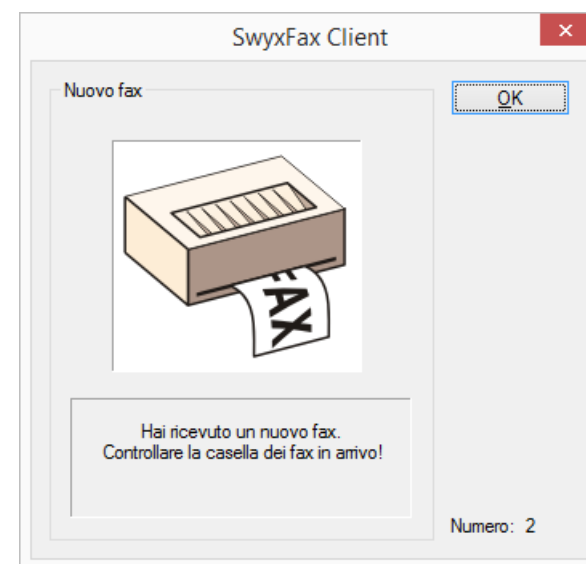 SwyxFax Client
Nuovo fax
OK
FAX
Hai ricevuto un nuovo fax.
Controllare la casella dei fax in arrivo!
Numero: 2